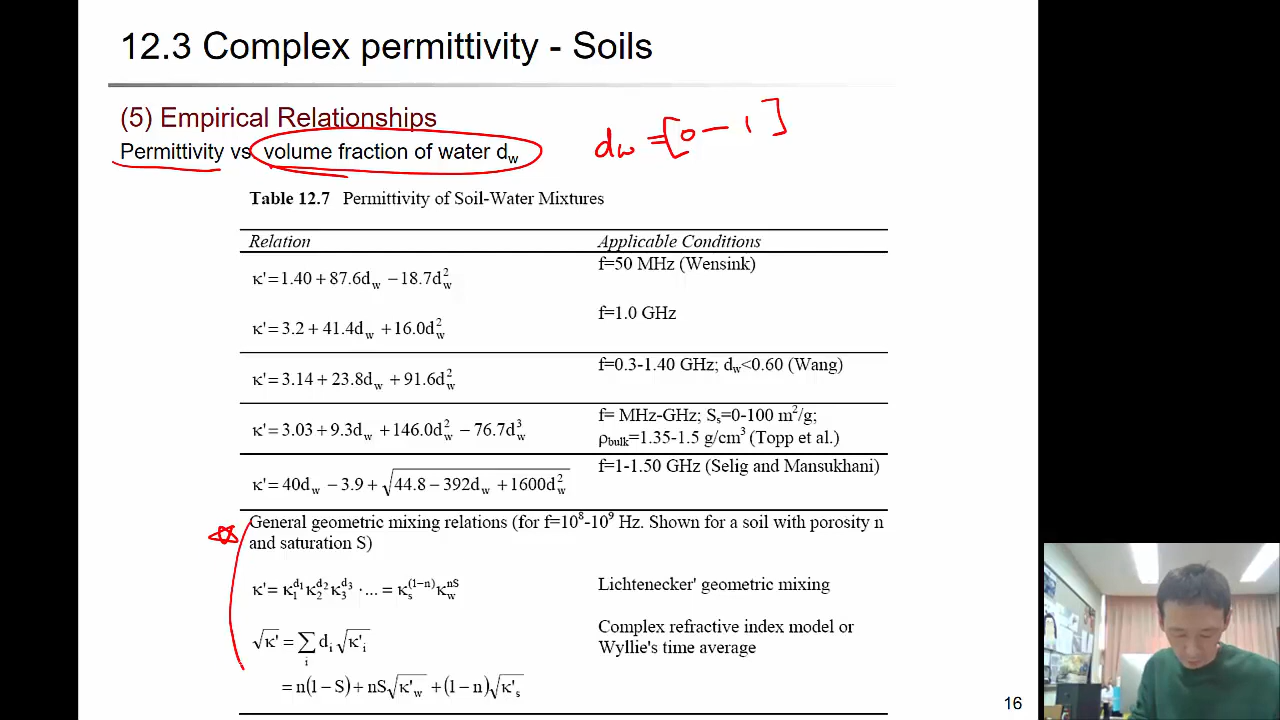 12.3 Complex permittivity - Soils
(5) Empirical Relationships
Permittivity vs volume fraction of water d_w
d_w = [0 — 1]
Table 12.7 Permittivity of Soil-Water Mixtures
Relation Applicable Conditions
κ'= 1.40 + 87.6d_w − 18.7d_w^2 f=50 MHz (Wensink)
κ'= 3.2 + 41.4d_w + 16.0d_w^2 f=1.0 GHz
κ'= 3.14 + 23.8d_w + 91.6d_w^2 f=0.3-1.40 GHz; d_w<0.60 (Wang)
κ'= 3.03 + 9.3d_w + 146.0d_w^2 − 76.7d_w^3 f= MHz-GHz; S_s=0-100 m^2/g;
ρ_bulk=1.35-1.5 g/cm^3 (Topp et al.)
κ'= 40d_w − 3.9 + √(44.8 − 392d_w + 1600d_w^2) f=1-1.50 GHz (Selig and Mansukhani)
General geometric mixing relations (for f=10^8-10^9 Hz. Shown for a soil with porosity n
and saturation S)
κ'= κ_1^{d_1} κ_2^{d_2} κ_3^{d_3} ·... = κ_s^{(1−n)} κ_w^{nS} Lichtenecker' geometric mixing
√κ' = ∑_i d_i √κ'_i Complex refractive index model or
Wyllie's time average
= n(1 − S) + nS√κ'_w + (1 − n)√κ'_s
16